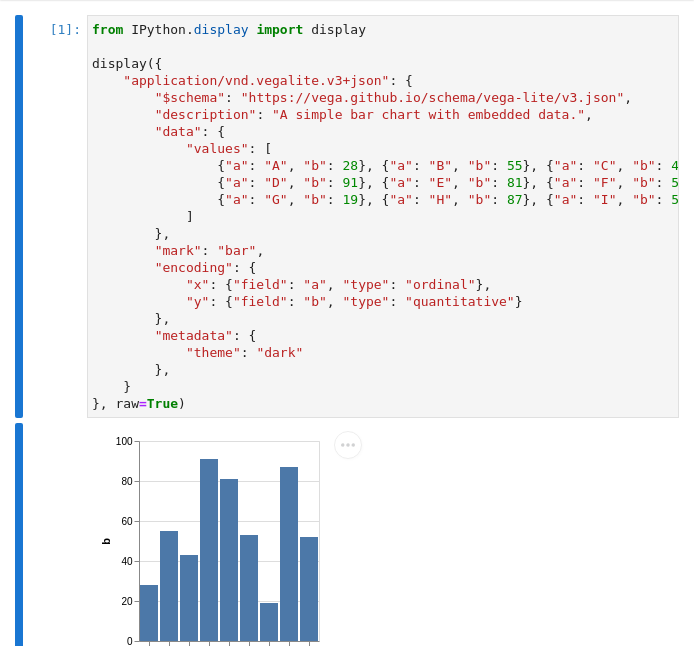 [1]: from IPython.display import display
display({
"application/vnd.vegalite.v3+json": {
"$schema": "https://vega.github.io/schema/vega-lite/v3.json",
"description": "A simple bar chart with embedded data.",
"data": {
"values": [
{"a": "A", "b": 28}, {"a": "B", "b": 55}, {"a": "C", "b": 4
{"a": "D", "b": 91}, {"a": "E", "b": 81}, {"a": "F", "b": 5
{"a": "G", "b": 19}, {"a": "H", "b": 87}, {"a": "I", "b": 5
]
},
"mark": "bar",
"encoding": {
"x": {"field": "a", "type": "ordinal"},
"y": {"field": "b", "type": "quantitative"}
},
"metadata": {
"theme": "dark"
},
}
}, raw=True)
100
80
60
b
40
20
0